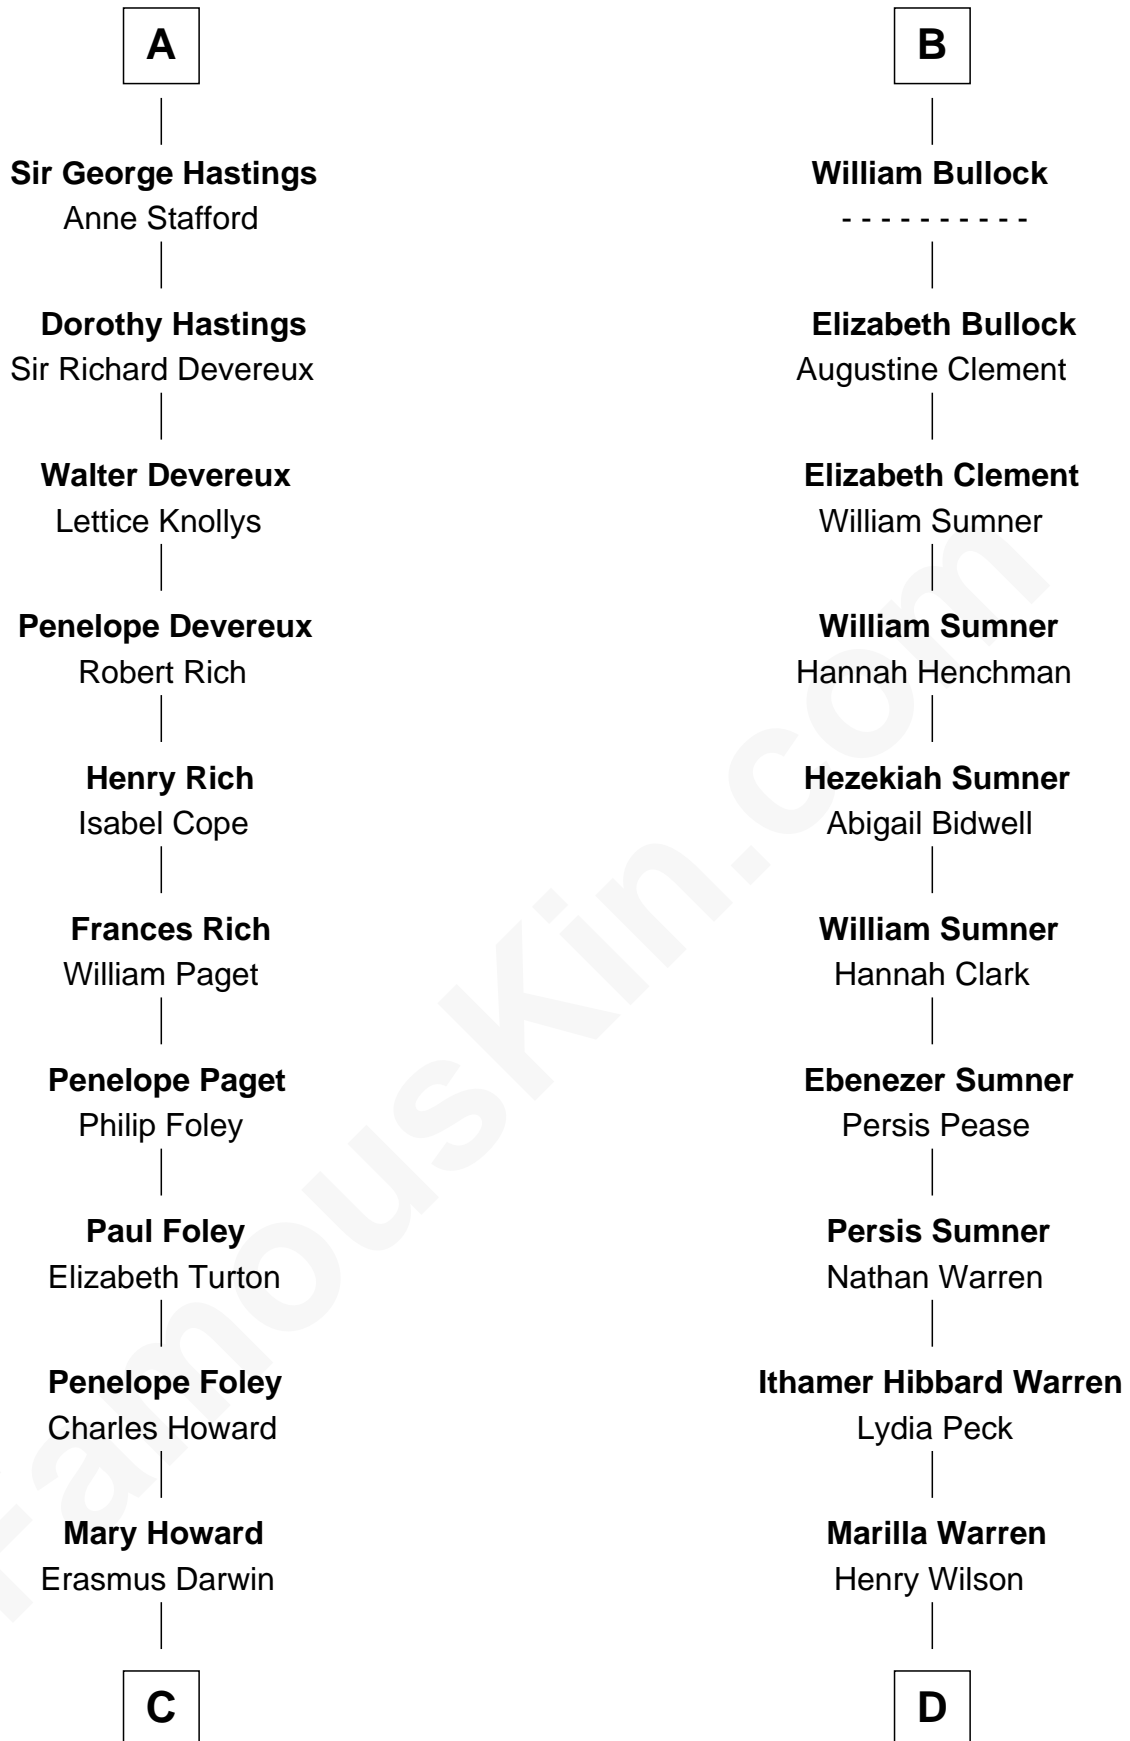 A
Sir George Hastings
Anne Stafford
Dorothy Hastings
Sir Richard Devereux
Walter Devereux
Lettice Knollys
Penelope Devereux
Robert Rich
Henry Rich
Isabel Cope
Frances Rich
William Paget
Penelope Paget
Philip Foley
Paul Foley
Elizabeth Turton
Penelope Foley
Charles Howard
Mary Howard
Erasmus Darwin
C
B
William Bullock
- - - - - - - - - -
Elizabeth Bullock
Augustine Clement
Elizabeth Clement
William Sumner
William Sumner
Hannah Henchman
Hezekiah Sumner
Abigail Bidwell
William Sumner
Hannah Clark
Ebenezer Sumner
Persis Pease
Persis Sumner
Nathan Warren
Ithamer Hibbard Warren
Lydia Peck
Marilla Warren
Henry Wilson
D
FamousKin.com